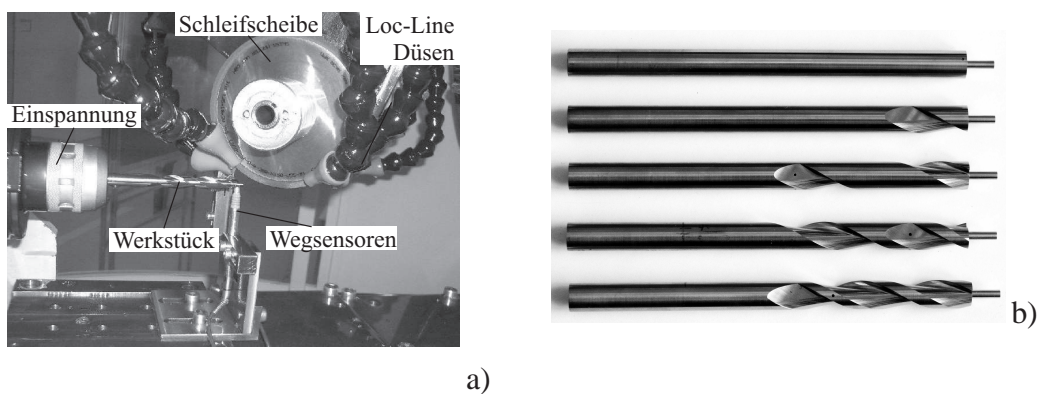 Schleifscheibe
Loc-Line
Düsen
Einspannung
Werkstück
Wegsensoren
a)
b)